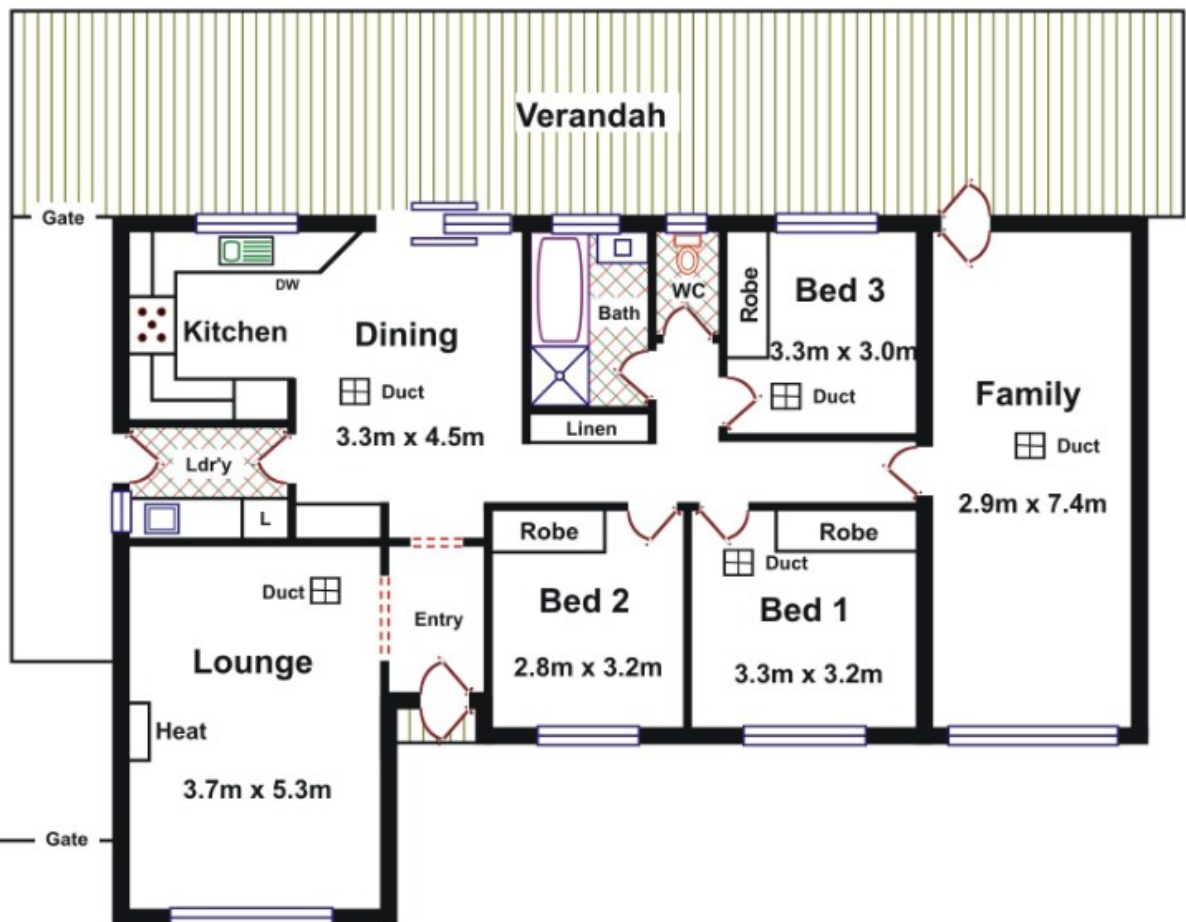 Verandah
Gate
DW
Kitchen
Dining
Duct
3.3m x 4.5m
Bath
WC
Robe
Bed 3
3.3m x 3.0m
Duct
Family
Duct
2.9m x 7.4m
Linen
Ldr'y
L
Robe
Robe
Duct
Duct
Entry
Bed 2
2.8m x 3.2m
Bed 1
3.3m x 3.2m
Lounge
Heat
3.7m x 5.3m
Gate